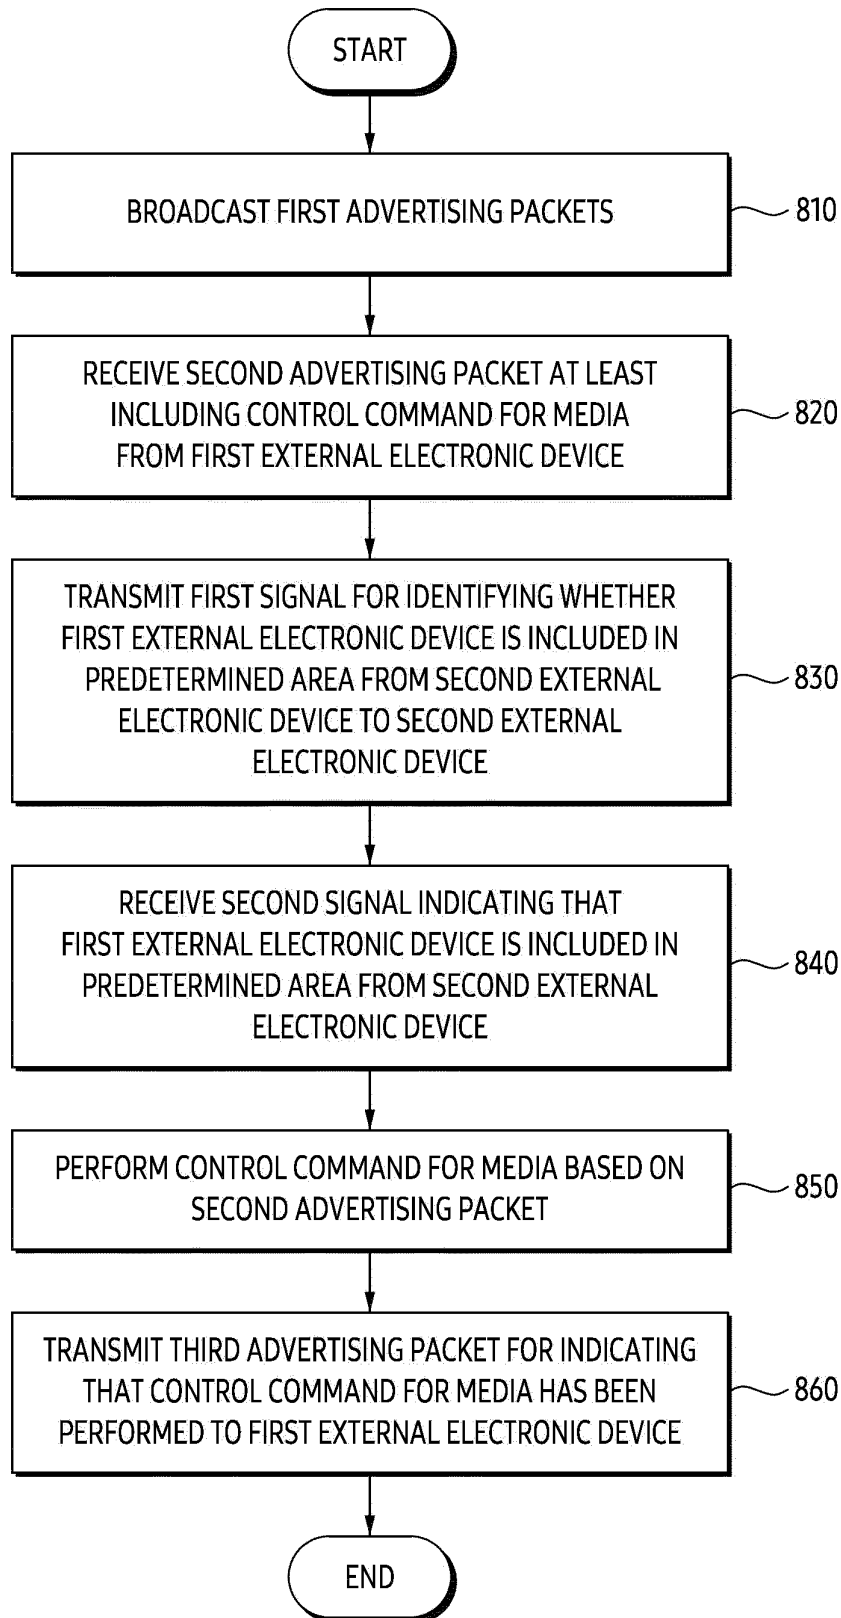 START
BROADCAST FIRST ADVERTISING PACKETS
810
RECEIVE SECOND ADVERTISING PACKET AT LEAST
INCLUDING CONTROL COMMAND FOR MEDIA
FROM FIRST EXTERNAL ELECTRONIC DEVICE
820
TRANSMIT FIRST SIGNAL FOR IDENTIFYING WHETHER
FIRST EXTERNAL ELECTRONIC DEVICE IS INCLUDED IN
PREDETERMINED AREA FROM SECOND EXTERNAL
ELECTRONIC DEVICE TO SECOND EXTERNAL
ELECTRONIC DEVICE
830
RECEIVE SECOND SIGNAL INDICATING THAT
FIRST EXTERNAL ELECTRONIC DEVICE IS INCLUDED IN
PREDETERMINED AREA FROM SECOND EXTERNAL
ELECTRONIC DEVICE
840
PERFORM CONTROL COMMAND FOR MEDIA BASED ON
SECOND ADVERTISING PACKET
850
TRANSMIT THIRD ADVERTISING PACKET FOR INDICATING
THAT CONTROL COMMAND FOR MEDIA HAS BEEN
PERFORMED TO FIRST EXTERNAL ELECTRONIC DEVICE
860
END